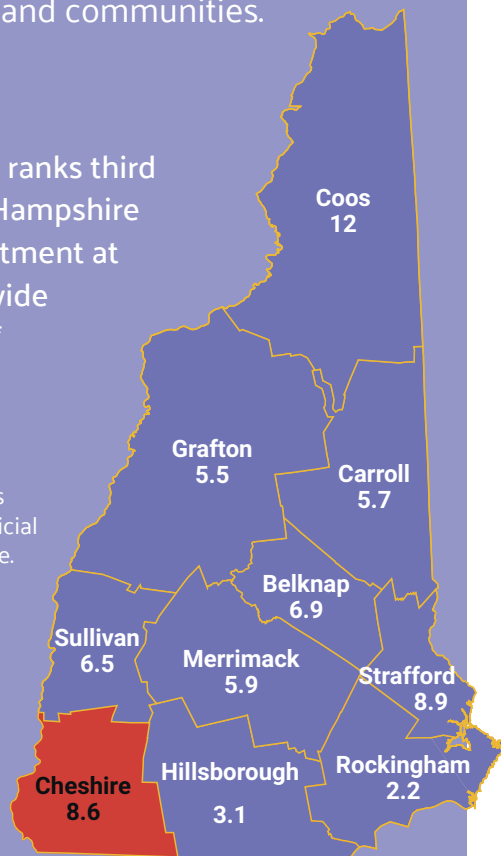 and communities.
ranks third
Hampshire
tment at
vide
s
icial
e.
Coos
12
Grafton
5.5
Carroll
5.7
Belknap
6.9
Sullivan
6.5
Merrimack
5.9
Strafford
8.9
Cheshire
8.6
Hillsborough
3.1
Rockingham
2.2